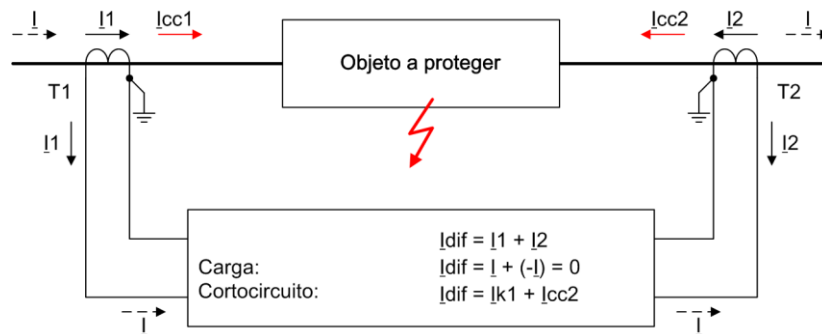 I I1 Icc1 Icc2 I2 I
Objeto a proteger
T1 T2
I1 I2
Idif = I1 + I2
Carga: Idif = I + (-I) = 0
Cortocircuito: Idif = Ik1 + Icc2
I I